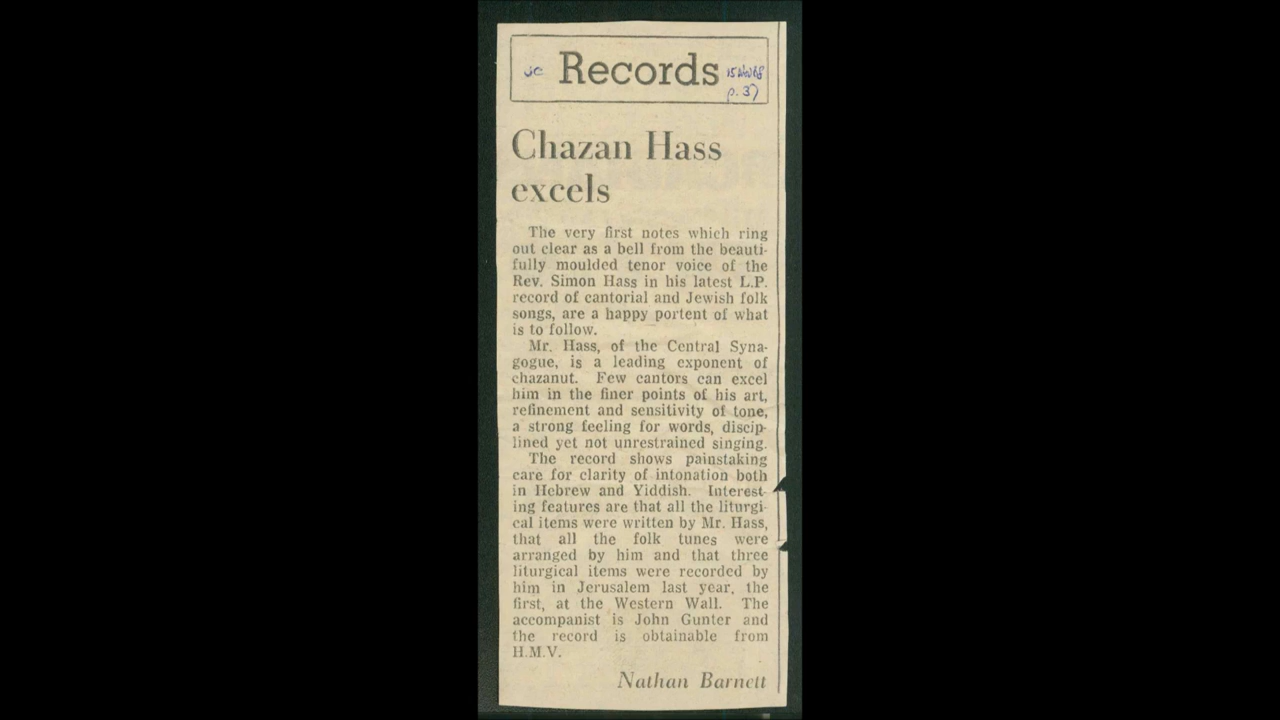 JC Records 15 Nov 68
p. 37
Chazan Hass
excels
The very first notes which ring
out clear as a bell from the beauti-
fully moulded tenor voice of the
Rev. Simon Hass in his latest L.P.
record of cantorial and Jewish folk
songs, are a happy portent of what
is to follow.
Mr. Hass, of the Central Syna-
gogue, is a leading exponent of
chazanut. Few cantors can excel
him in the finer points of his art,
refinement and sensitivity of tone,
a strong feeling for words, discip-
lined yet not unrestrained singing.
The record shows painstaking
care for clarity of intonation both
in Hebrew and Yiddish. Interest-
ing features are that all the liturgi-
cal items were written by Mr. Hass,
that all the folk tunes were
arranged by him and that three
liturgical items were recorded by
him in Jerusalem last year, the
first, at the Western Wall. The
accompanist is John Gunter and
the record is obtainable from
H.M.V.
Nathan Barnett